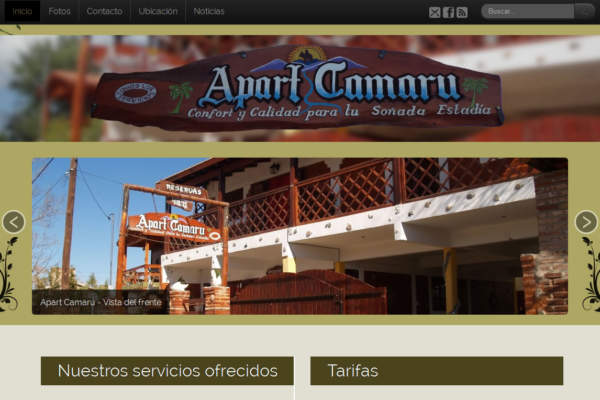 Inicio
Fotos
Contacto
Ubicación
Noticias
Buscar...
Apart Camaru
Confort y Calidad para tu Soñada Estadía
RESERVAS
Apart Camaru
Apart Camaru - Vista del frente
Nuestros servicios ofrecidos
Tarifas